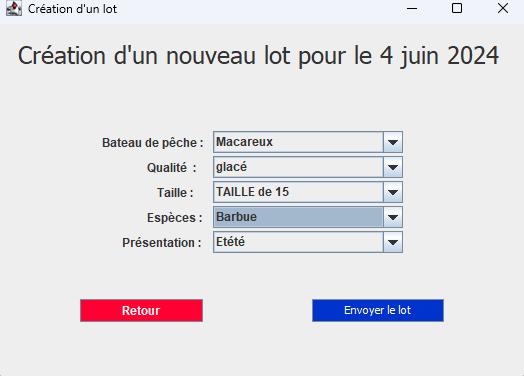 Création d'un lot
Création d'un nouveau lot pour le 4 juin 2024
Bateau de pêche : Macareux
Qualité : glacé
Taille : TAILLE de 15
Espèces : Barbue
Présentation : Etété
Retour Envoyer le lot